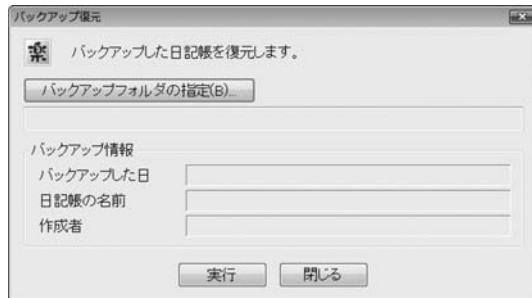 バックアップ復元
楽 バックアップした日記帳を復元します。
バックアップフォルダの指定(B)...
バックアップ情報
バックアップした日
日記帳の名前
作成者
実行 閉じる